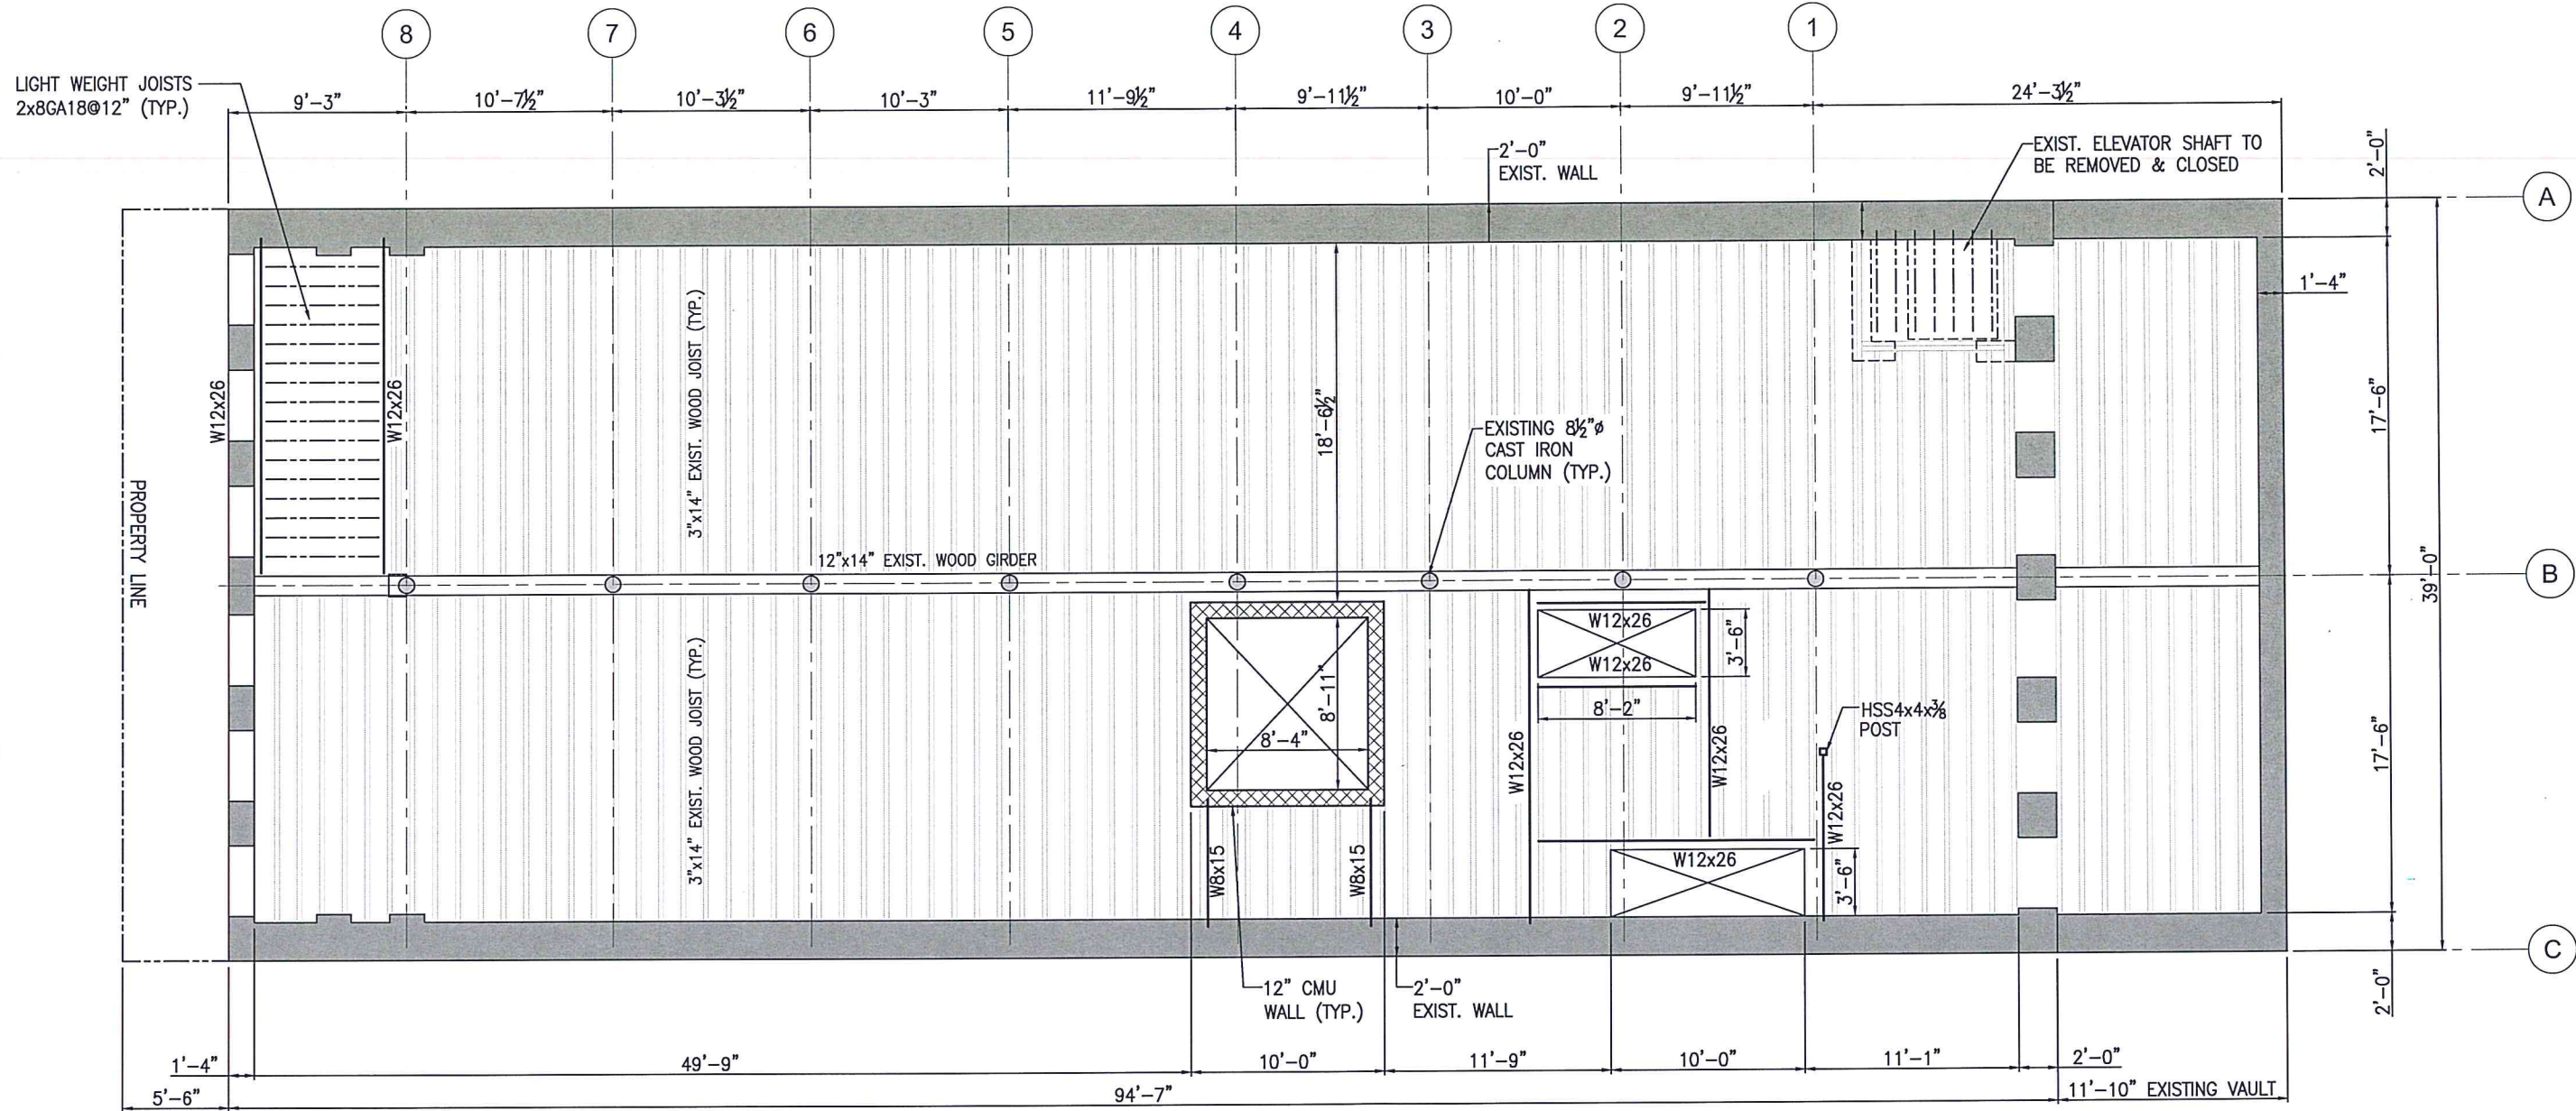 8
7
6
5
4
3
2
1
LIGHT WEIGHT JOISTS
2x8GA18@12" (TYP.)
9'-3"
10'-7½"
10'-3½"
10'-3"
11'-9½"
9'-11½"
10'-0"
9'-11½"
24'-3½"
2'-0"
EXIST. WALL
EXIST. ELEVATOR SHAFT TO
BE REMOVED & CLOSED
2'-0"
A
1'-4"
W12x26
W12x26
3"x14" EXIST. WOOD JOIST (TYP.)
18'-6½"
EXISTING 8½"ø
CAST IRON
COLUMN (TYP.)
17'-6"
PROPERTY LINE
12"x14" EXIST. WOOD GIRDER
B
39'-0"
3"x14" EXIST. WOOD JOIST (TYP.)
8'-11"
8'-4"
W12x26
W12x26
3'-6"
8'-2"
W12x26
W12x26
HSS4x4x⅜
POST
W12x26
17'-6"
W8x15
W8x15
W12x26
3'-6"
C
12" CMU
WALL (TYP.)
2'-0"
EXIST. WALL
2'-0"
1'-4"
49'-9"
10'-0"
11'-9"
10'-0"
11'-1"
2'-0"
5'-6"
94'-7"
11'-10" EXISTING VAULT